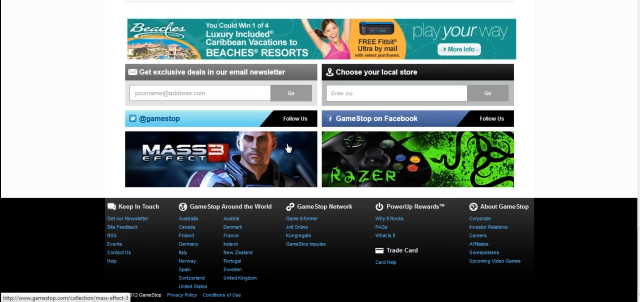 Beaches
You Could Win 1 of 4
Luxury Included®
Caribbean Vacations to
BEACHES® RESORTS
FREE Fitbit®
Ultra by mail
with select purchases.
play your way
More Info
Get exclusive deals in our email newsletter
Choose your local store
yourname@address.com
Go
Enter zip
Go
@gamestop
Follow Us
GameStop on Facebook
Follow Us
MASS 3
EFFECT
RAZER
Keep In Touch
Get our Newsletter
Site Feedback
RSS
Events
Contact Us
Help
GameStop Around the World
Australia
Canada
Finland
Germany
Italy
Norway
Spain
Switzerland
United States
Austria
Denmark
France
Ireland
New Zealand
Portugal
Sweden
United Kingdom
GameStop Network
Game Informer
Jolt Online
Kongregate
GameStop Impulse
PowerUp Rewards™
Why It Rocks
FAQs
What Is It
Trade Card
Card Help
About GameStop
Corporate
Investor Relations
Careers
Affiliates
Sweepstakes
Upcoming Video Games
http://www.gamestop.com/collection/mass-effect-3
012 GameStop Privacy Policy Conditions of Use